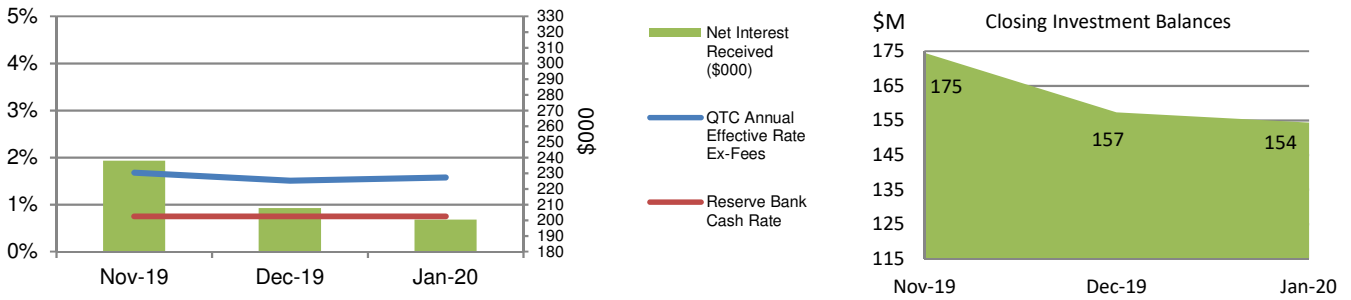 5%
4%
3%
2%
1%
0%
330
320
310
300
290
280
270
260
250
240
230
220
210
200
190
180
$000
Nov-19
Dec-19
Jan-20
Net Interest
Received
($000)
QTC Annual
Effective Rate
Ex-Fees
Reserve Bank
Cash Rate
$M
Closing Investment Balances
175
165
155
145
135
125
115
175
157
154
Nov-19
Dec-19
Jan-20